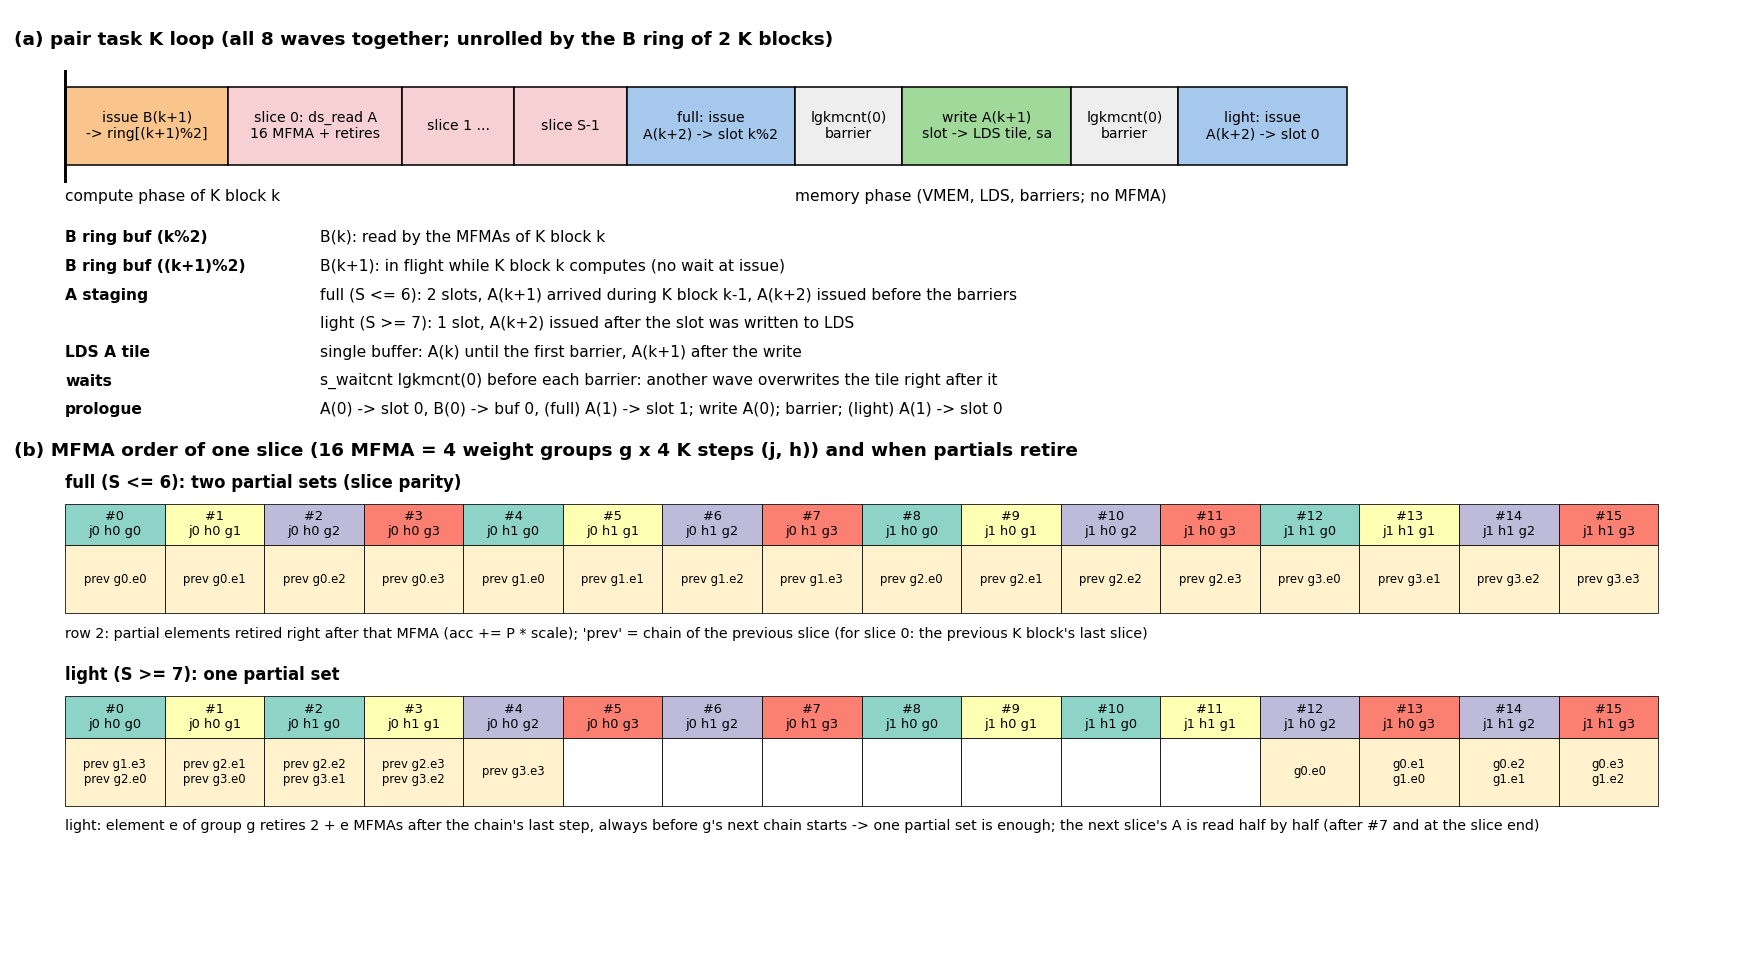 (a) pair task K loop (all 8 waves together; unrolled by the B ring of 2 K blocks)
issue B(k+1)
-> ring[(k+1)%2]
slice 0: ds_read A
16 MFMA + retires
slice 1 ...
slice S-1
full: issue
A(k+2) -> slot k%2
lgkmcnt(0)
barrier
write A(k+1)
slot -> LDS tile, sa
lgkmcnt(0)
barrier
light: issue
A(k+2) -> slot 0
compute phase of K block k
memory phase (VMEM, LDS, barriers; no MFMA)
B ring buf (k%2) B(k): read by the MFMAs of K block k
B ring buf ((k+1)%2) B(k+1): in flight while K block k computes (no wait at issue)
A staging full (S <= 6): 2 slots, A(k+1) arrived during K block k-1, A(k+2) issued before the barriers
light (S >= 7): 1 slot, A(k+2) issued after the slot was written to LDS
LDS A tile single buffer: A(k) until the first barrier, A(k+1) after the write
waits s_waitcnt lgkmcnt(0) before each barrier: another wave overwrites the tile right after it
prologue A(0) -> slot 0, B(0) -> buf 0, (full) A(1) -> slot 1; write A(0); barrier; (light) A(1) -> slot 0
(b) MFMA order of one slice (16 MFMA = 4 weight groups g x 4 K steps (j, h)) and when partials retire
full (S <= 6): two partial sets (slice parity)
#0 #1 #2 #3 #4 #5 #6 #7 #8 #9 #10 #11 #12 #13 #14 #15
j0 h0 g0 j0 h0 g1 j0 h0 g2 j0 h0 g3 j0 h1 g0 j0 h1 g1 j0 h1 g2 j0 h1 g3 j1 h0 g0 j1 h0 g1 j1 h0 g2 j1 h0 g3 j1 h1 g0 j1 h1 g1 j1 h1 g2 j1 h1 g3
prev g0.e0 prev g0.e1 prev g0.e2 prev g0.e3 prev g1.e0 prev g1.e1 prev g1.e2 prev g1.e3 prev g2.e0 prev g2.e1 prev g2.e2 prev g2.e3 prev g3.e0 prev g3.e1 prev g3.e2 prev g3.e3
row 2: partial elements retired right after that MFMA (acc += P * scale); 'prev' = chain of the previous slice (for slice 0: the previous K block's last slice)
light (S >= 7): one partial set
#0 #1 #2 #3 #4 #5 #6 #7 #8 #9 #10 #11 #12 #13 #14 #15
j0 h0 g0 j0 h0 g1 j0 h1 g0 j0 h1 g1 j0 h0 g2 j0 h0 g3 j0 h1 g2 j0 h1 g3 j1 h0 g0 j1 h0 g1 j1 h1 g0 j1 h1 g1 j1 h0 g2 j1 h0 g3 j1 h1 g2 j1 h1 g3
prev g1.e3 prev g2.e1 prev g2.e2 prev g2.e3 prev g3.e3 g0.e0 g0.e1 g0.e2 g0.e3
prev g2.e0 prev g3.e0 prev g3.e1 prev g3.e2 g1.e0 g1.e1 g1.e2
light: element e of group g retires 2 + e MFMAs after the chain's last step, always before g's next chain starts -> one partial set is enough; the next slice's A is read half by half (after #7 and at the slice end)